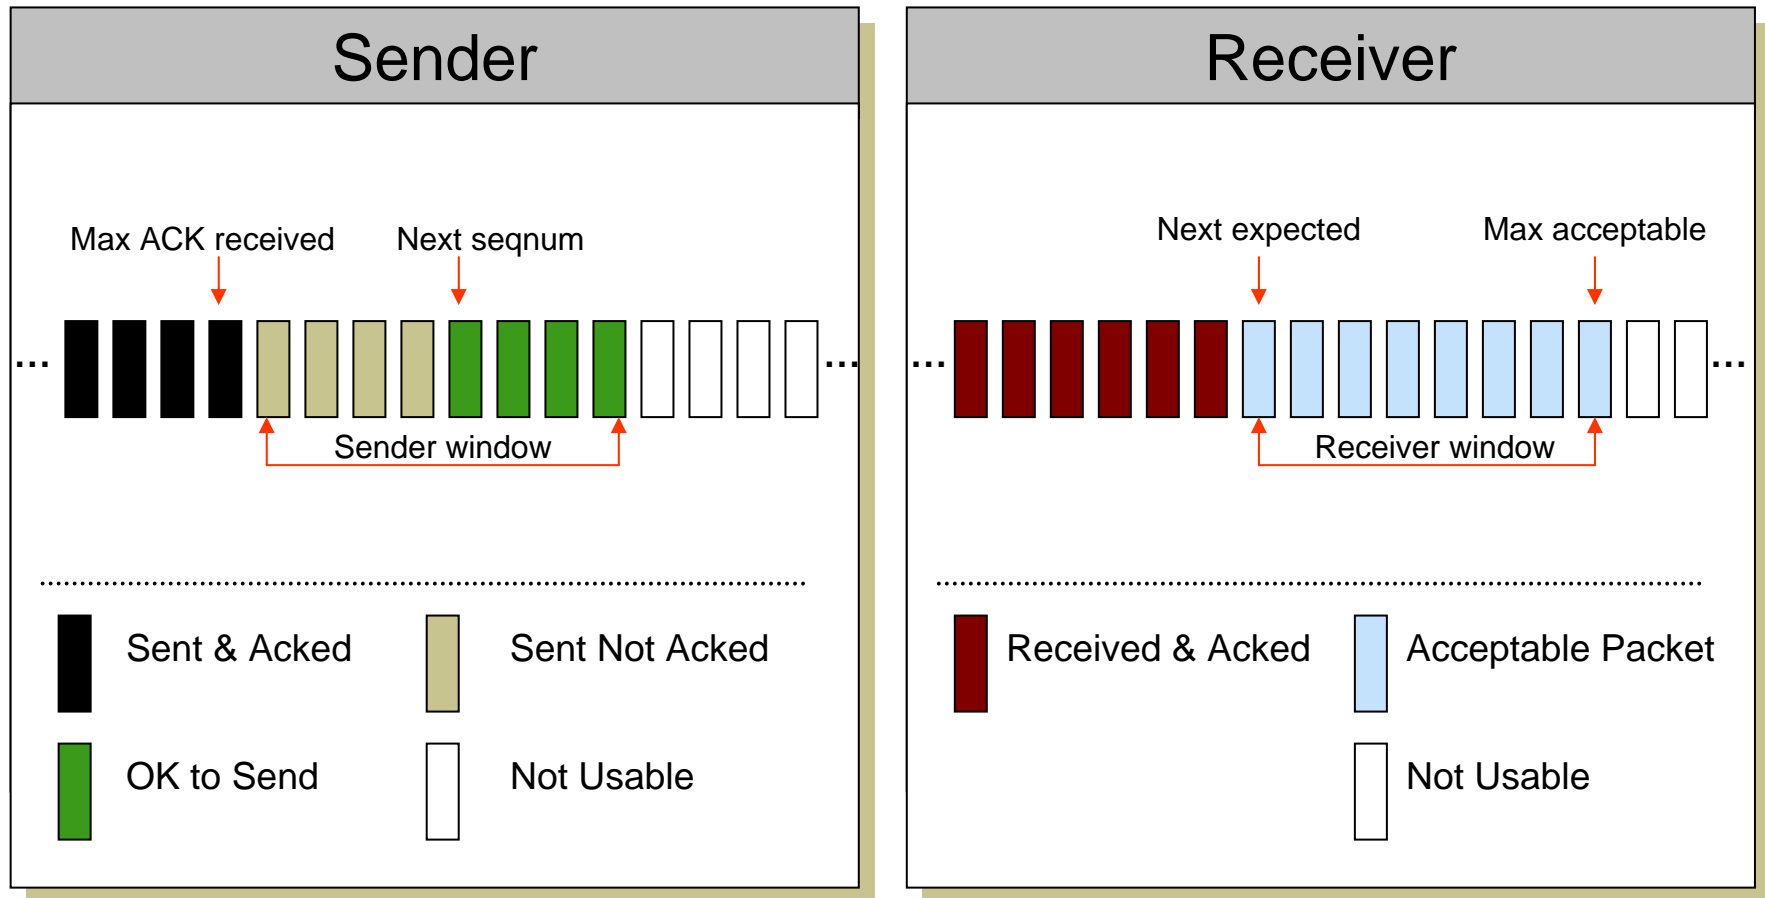 Sender
Max ACK received
Next seqnum
...
...
Sender window
Sent & Acked
Sent Not Acked
OK to Send
Not Usable
Receiver
Next expected
Max acceptable
...
...
Receiver window
Received & Acked
Acceptable Packet
Not Usable